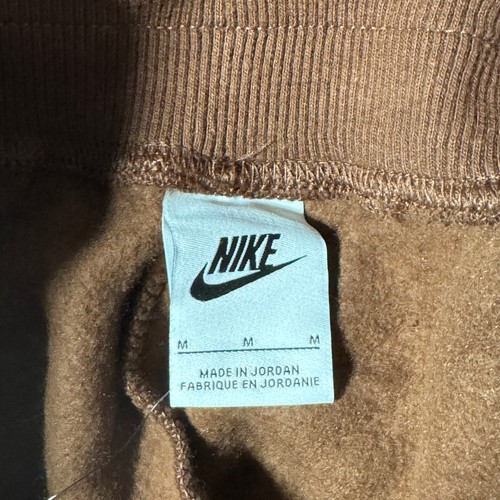 NIKE
M M M
MADE IN JORDAN
FABRIQUE EN JORDANIE